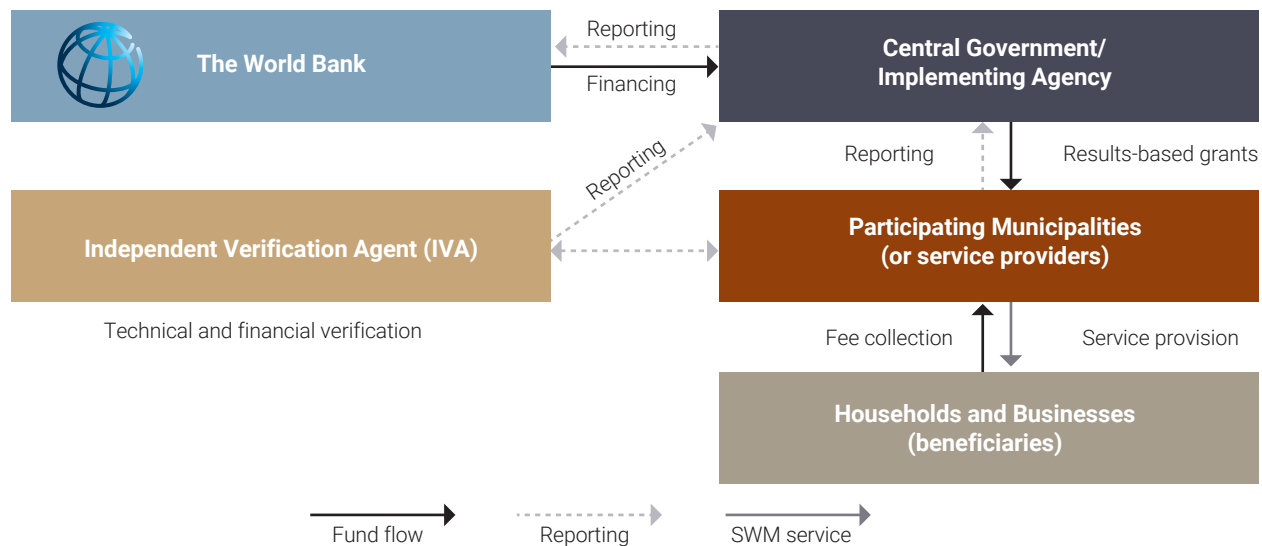 The World Bank
Reporting
Financing
Central Government/
Implementing Agency
Reporting
Reporting
Results-based grants
Independent Verification Agent (IVA)
Participating Municipalities
(or service providers)
Technical and financial verification
Fee collection
Service provision
Households and Businesses
(beneficiaries)
Fund flow
Reporting
SWM service